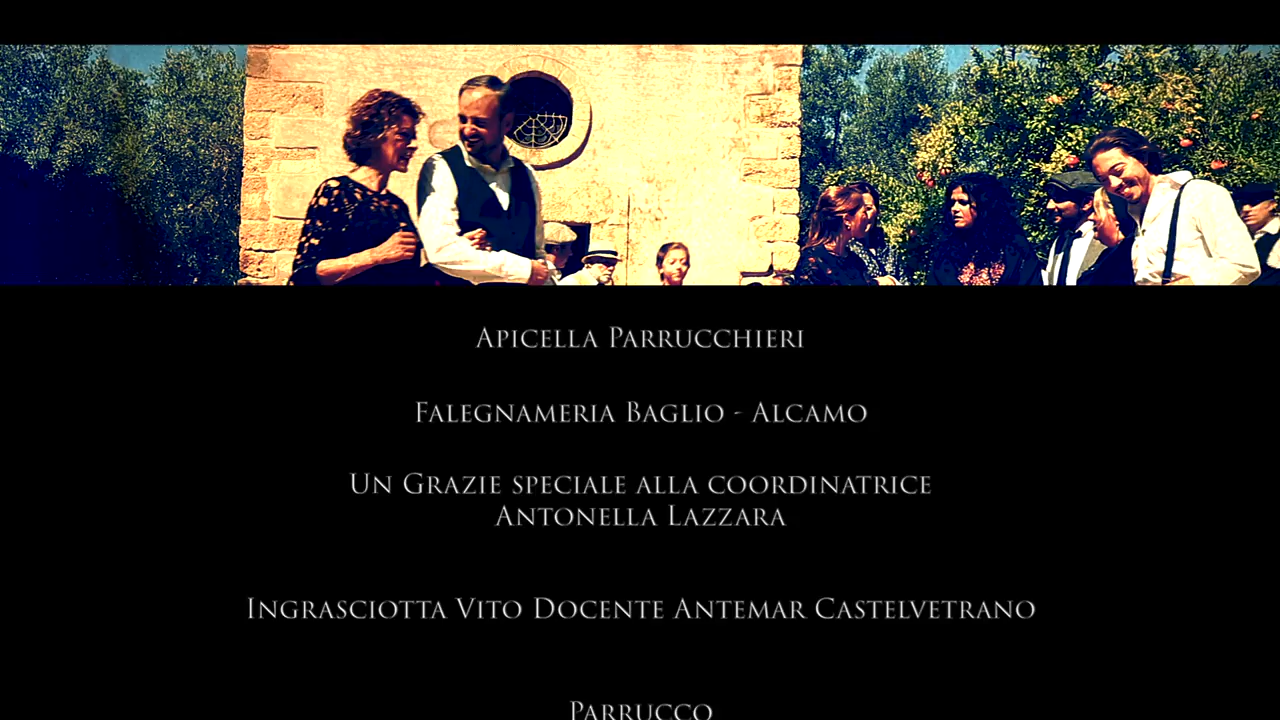 Apicella Parrucchieri
Falegnameria Baglio - Alcamo
Un Grazie speciale alla coordinatrice
Antonella Lazzara
Ingrasciotta Vito Docente Antemar Castelvetrano
Parrucco